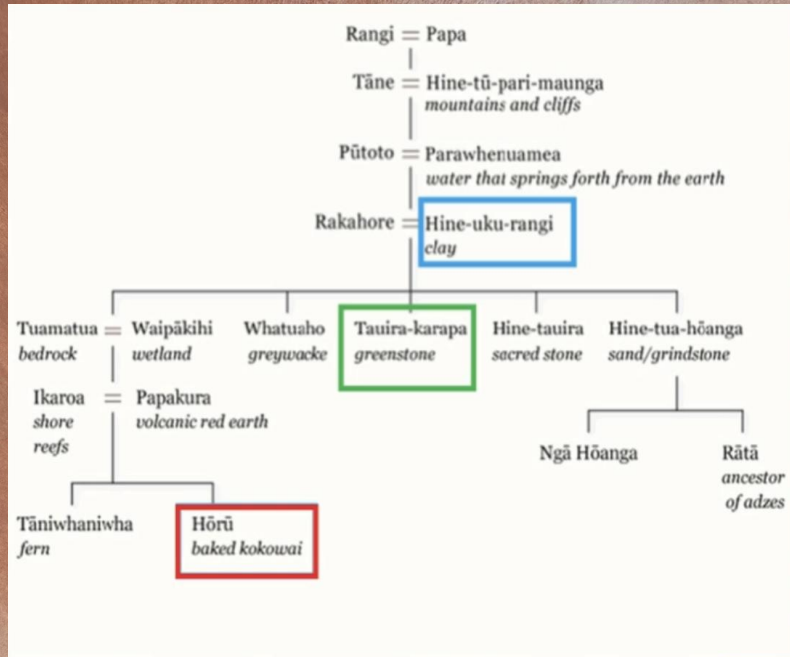 Rangi = Papa
Tāne = Hine-tū-pari-maunga
mountains and cliffs
Pūtoto = Parawhenuamea
water that springs forth from the earth
Rakahore = Hine-uku-rangi
clay
Tuamatua = Waipākihi Whatuaho Tauira-karapa Hine-tauira Hine-tua-hōanga
bedrock wetland greywacke greenstone sacred stone sand/grindstone
Ikaroa = Papakura
shore volcanic red earth
reefs
Ngā Hōanga Rātā
ancestor
of adzes
Tāniwhaniwha Hōrū
fern baked kokowai